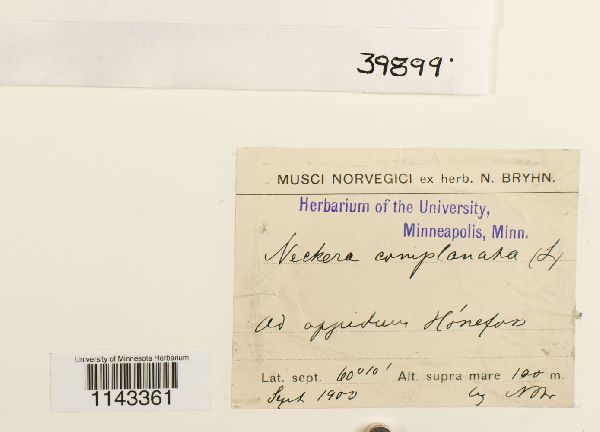 39899.
MUSCI NORVEGICI ex herb. N. BRYHN.
Herbarium of the University,
Minneapolis, Minn.
Neckera complanata (L)
Ad oppidum Hónefos
Lat. sept. 60°10' Alt. supra mare 100 m.
Sept 1900
University of Minnesota Herbarium
1143361